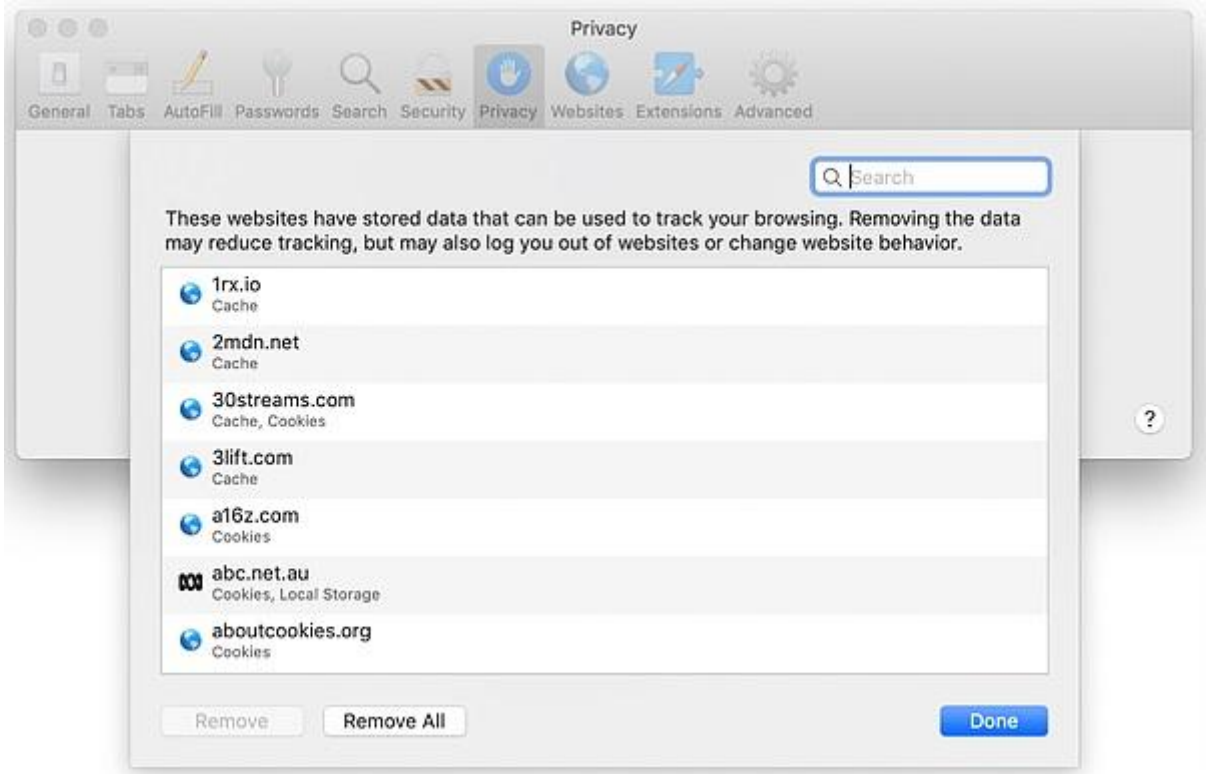 Privacy
General Tabs AutoFill Passwords Search Security Privacy Websites Extensions Advanced
Search
These websites have stored data that can be used to track your browsing. Removing the data
may reduce tracking, but may also log you out of websites or change website behavior.
1rx.io
Cache
2mdn.net
Cache
30streams.com
Cache, Cookies
3lift.com
Cache
a16z.com
Cookies
abc.net.au
Cookies, Local Storage
aboutcookies.org
Cookies
?
Remove Remove All Done